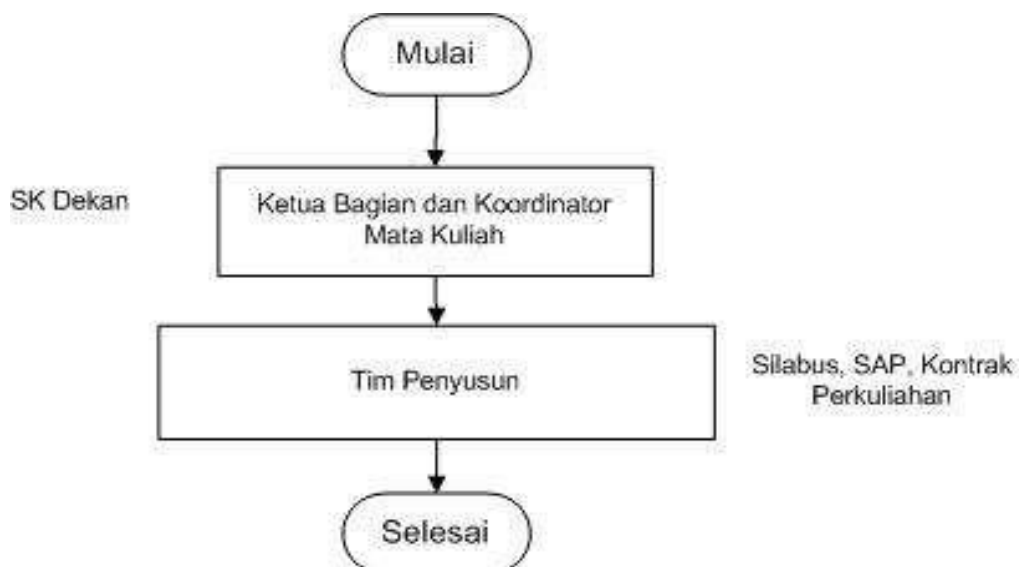 Mulai
SK Dekan
Ketua Bagian dan Koordinator
Mata Kuliah
Tim Penyusun
Silabus, SAP, Kontrak
Perkuliahan
Selesai